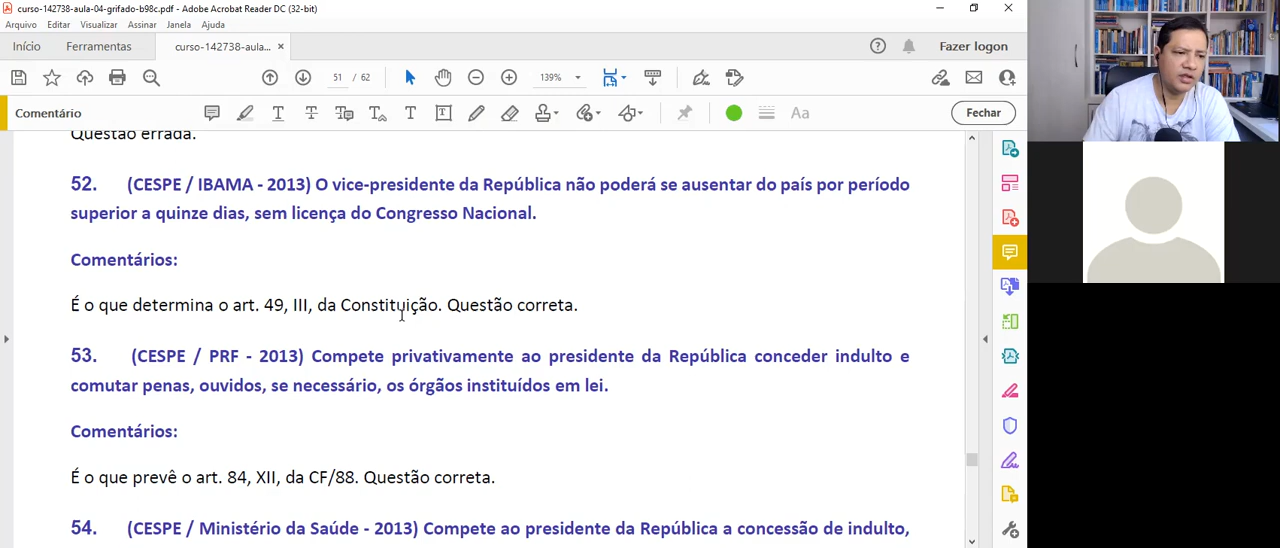 curso-142738-aula-04-grifado-b98c.pdf - Adobe Acrobat Reader DC (32-bit)
Arquivo Editar Visualizar Assinar Janela Ajuda
Início Ferramentas curso-142738-aula... × Fazer logon
51 / 62 139%
Comentário Aa Fechar
Questão errada.
52. (CESPE / IBAMA - 2013) O vice-presidente da República não poderá se ausentar do país por período
superior a quinze dias, sem licença do Congresso Nacional.
Comentários:
É o que determina o art. 49, III, da Constituição. Questão correta.
53. (CESPE / PRF - 2013) Compete privativamente ao presidente da República conceder indulto e
comutar penas, ouvidos, se necessário, os órgãos instituídos em lei.
Comentários:
É o que prevê o art. 84, XII, da CF/88. Questão correta.
54. (CESPE / Ministério da Saúde - 2013) Compete ao presidente da República a concessão de indulto,